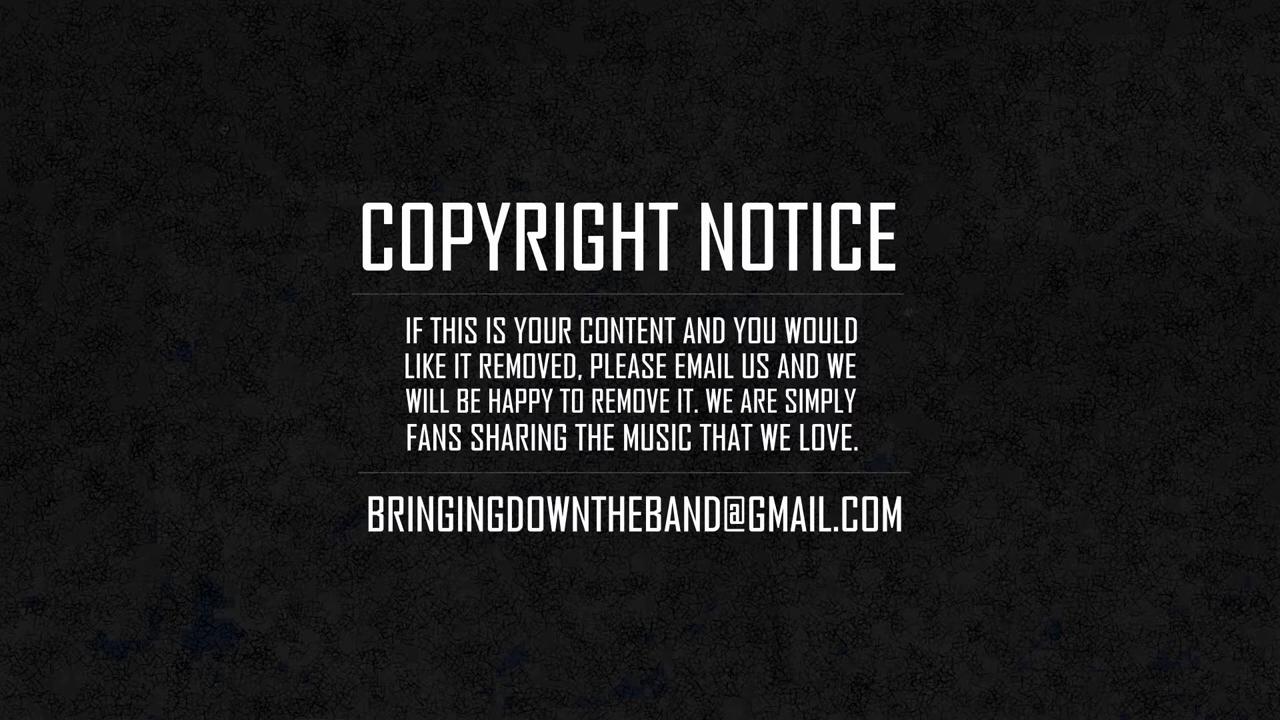 COPYRIGHT NOTICE
IF THIS IS YOUR CONTENT AND YOU WOULD
LIKE IT REMOVED, PLEASE EMAIL US AND WE
WILL BE HAPPY TO REMOVE IT. WE ARE SIMPLY
FANS SHARING THE MUSIC THAT WE LOVE.
BRINGINGDOWNTHEBAND@GMAIL.COM